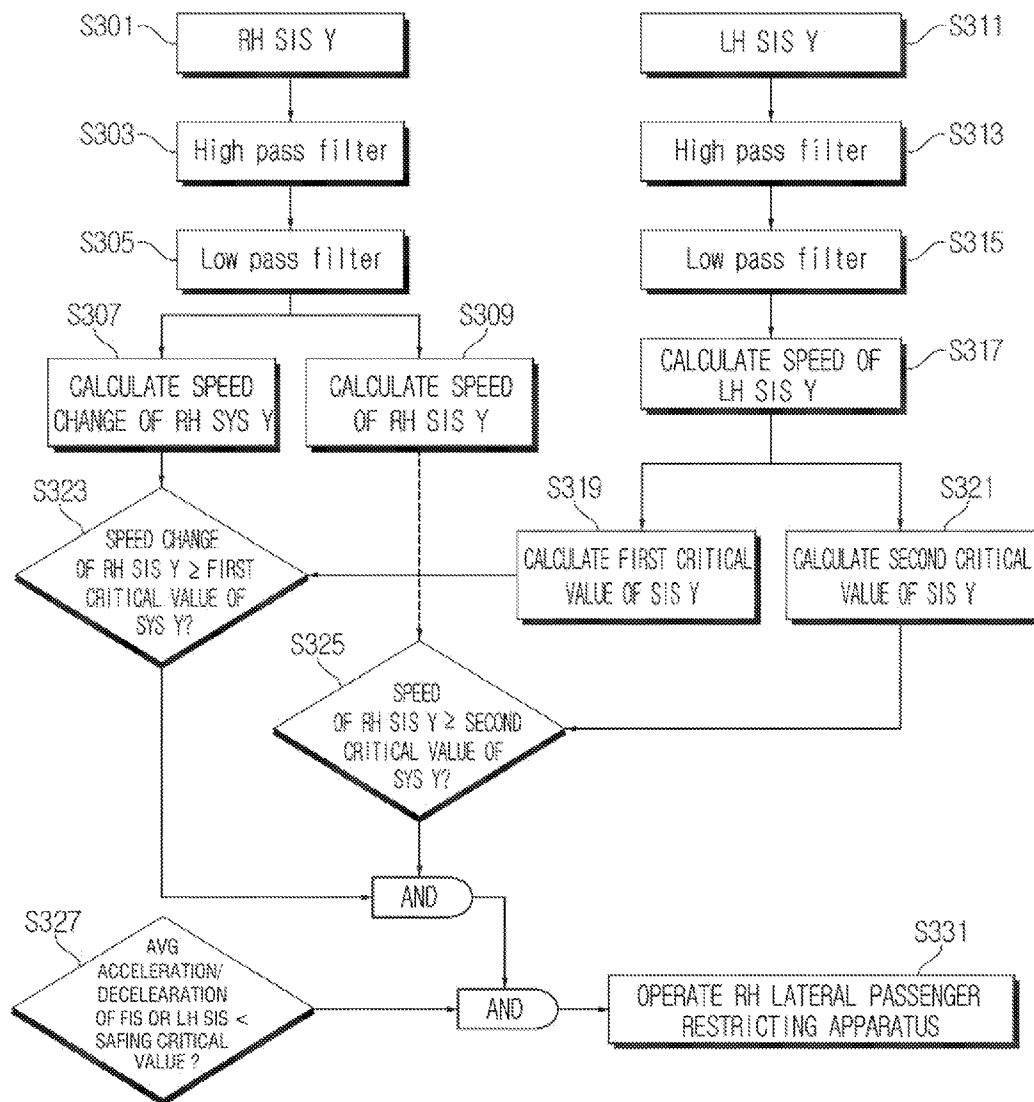 S301
RH SIS Y
LH SIS Y
S311
S303
High pass filter
High pass filter
S313
S305
Low pass filter
Low pass filter
S315
S307
S309
CALCULATE SPEED
CHANGE OF RH SYS Y
CALCULATE SPEED
OF RH SIS Y
CALCULATE SPEED OF
LH SIS Y
S317
S323
SPEED CHANGE
OF RH SIS Y ≥ FIRST
CRITICAL VALUE OF
SYS Y?
S319
CALCULATE FIRST CRITICAL
VALUE OF SIS Y
S321
CALCULATE SECOND CRITICAL
VALUE OF SIS Y
S325
SPEED
OF RH SIS Y ≥ SECOND
CRITICAL VALUE OF
SYS Y?
AND
S327
AVG
ACCELERATION/
DECELEARATION
OF FIS OR LH SIS <
SAFING CRITICAL
VALUE ?
AND
S331
OPERATE RH LATERAL PASSENGER
RESTRICTING APPARATUS